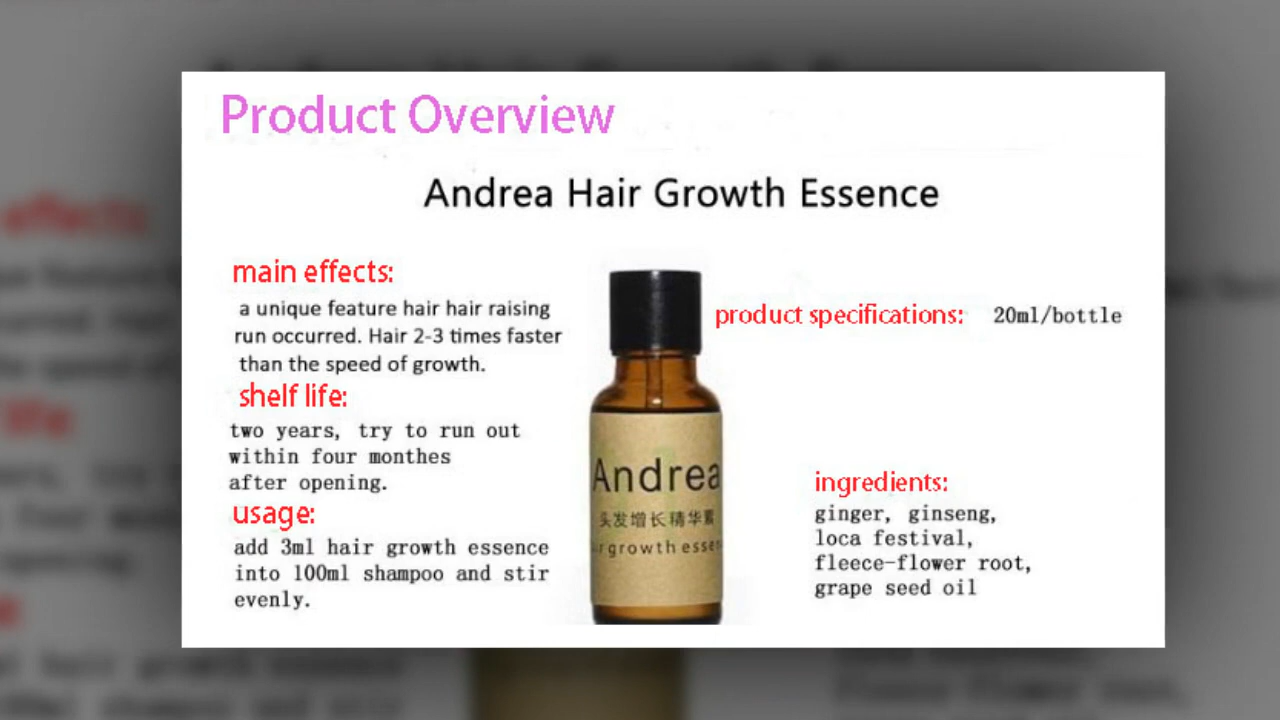 Product Overview
Andrea Hair Growth Essence
main effects:
a unique feature hair hair raising
run occurred. Hair 2-3 times faster
than the speed of growth.
shelf life:
two years, try to run out
within four monthes
after opening.
usage:
add 3ml hair growth essence
into 100ml shampoo and stir
evenly.
Andrea
头发增长精华素
growth
product specifications: 20ml/bottle
ingredients:
ginger, ginseng,
loca festival,
fleece-flower root,
grape seed oil